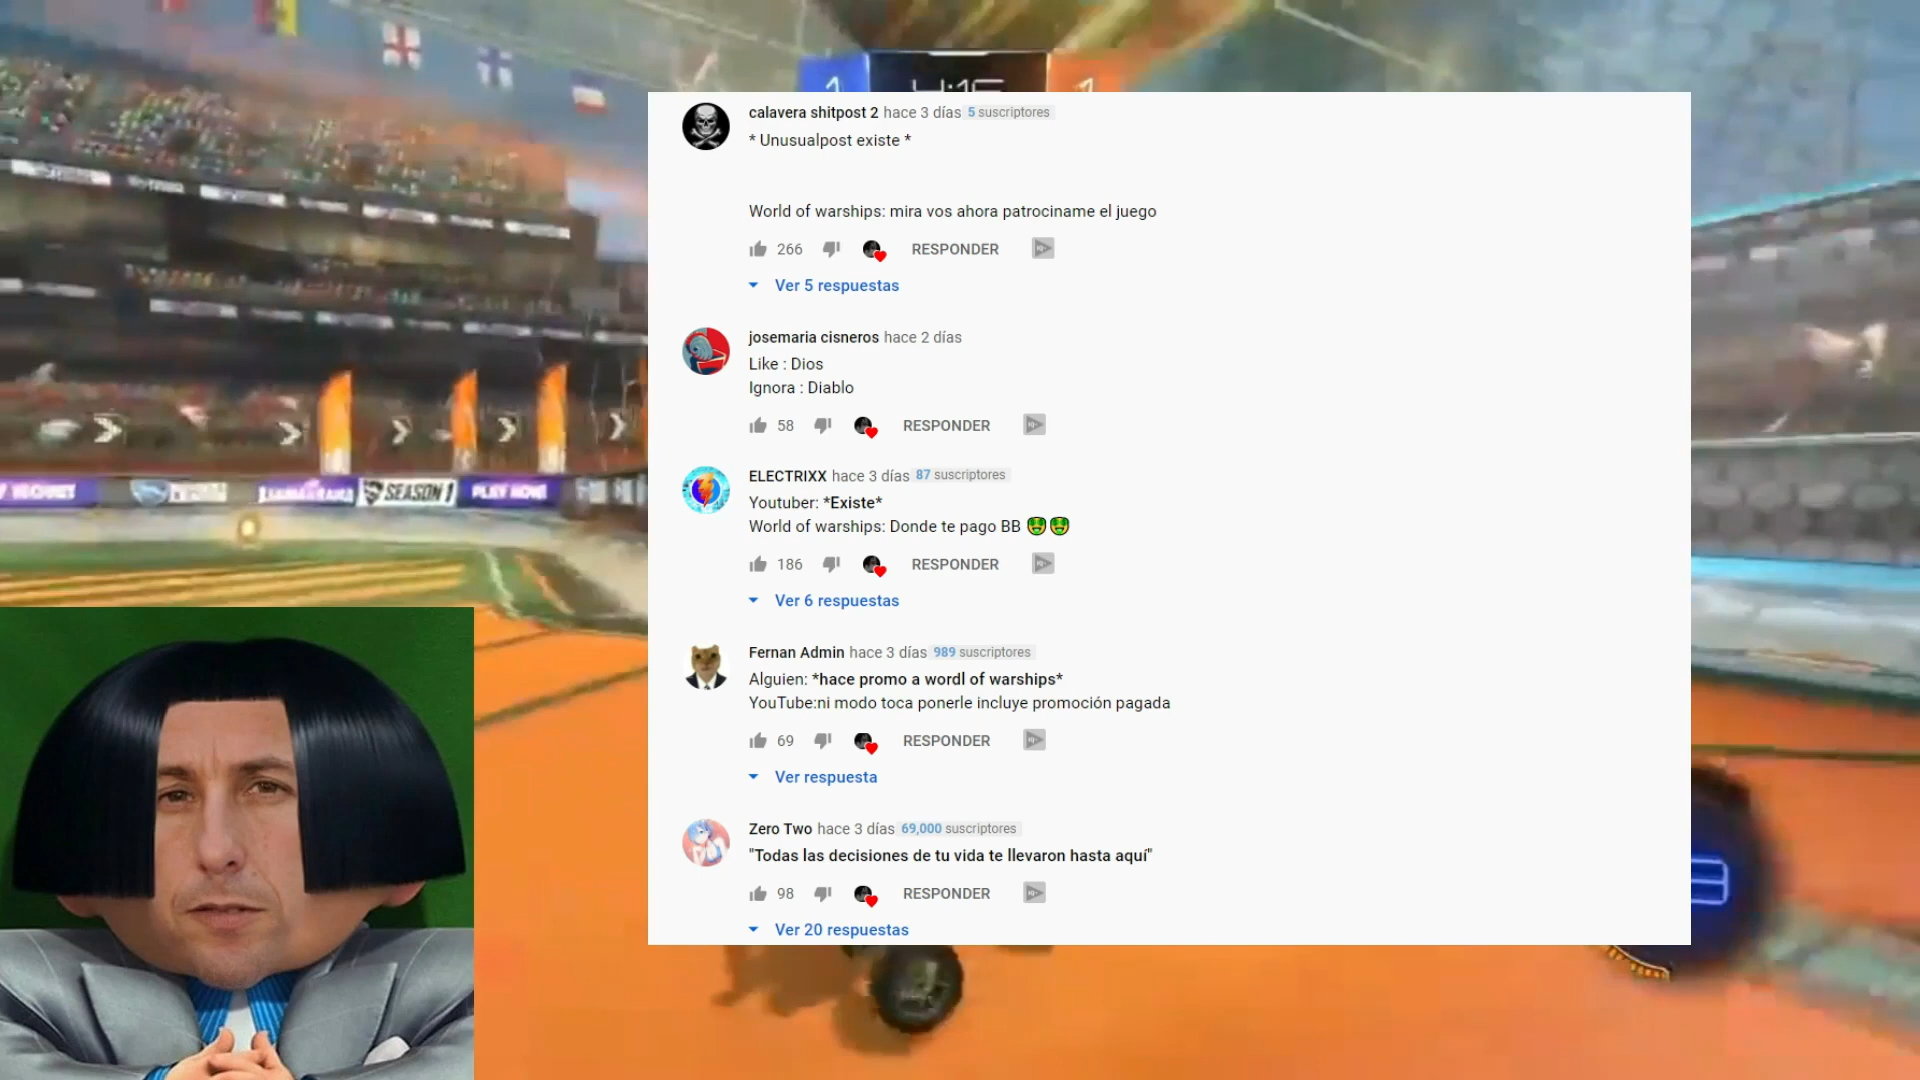 1
4:15
1
calavera shitpost 2 hace 3 días 5 suscriptores
* Unusualpost existe *
World of warships: mira vos ahora patrociname el juego
266 RESPONDER
Ver 5 respuestas
josemaria cisneros hace 2 días
Like : Dios
Ignora : Diablo
58 RESPONDER
ELECTRIXX hace 3 días 87 suscriptores
Youtuber: *Existe*
World of warships: Donde te pago BB 🤑🤑
186 RESPONDER
Ver 6 respuestas
Fernan Admin hace 3 días 989 suscriptores
Alguien: *hace promo a wordl of warships*
YouTube:ni modo toca ponerle incluye promoción pagada
69 RESPONDER
Ver respuesta
Zero Two hace 3 días 69,000 suscriptores
"Todas las decisiones de tu vida te llevaron hasta aquí"
98 RESPONDER
Ver 20 respuestas
SEASON 1
PLAY NOW!